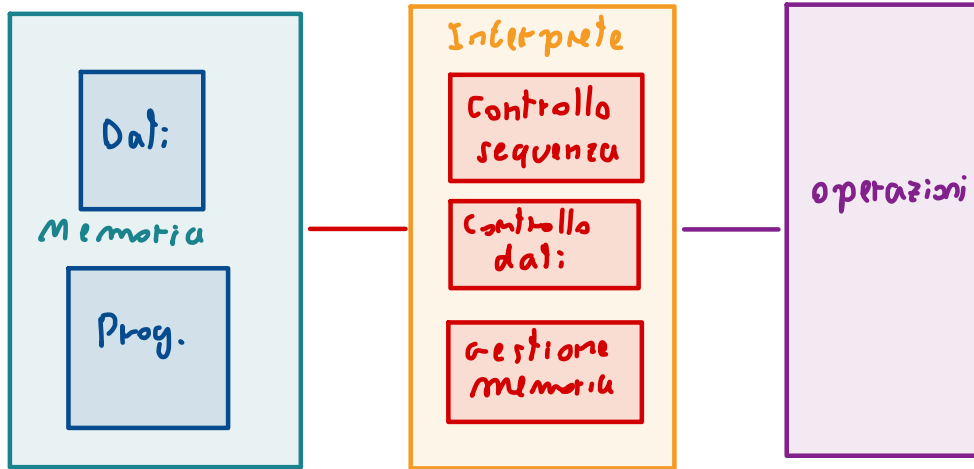 Dati
Memoria
Prog.
Interprete
Controllo
sequenza
Controllo
dati
Gestione
memoria
operazioni